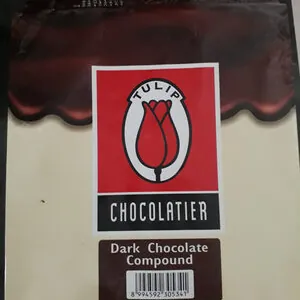 TULIP
CHOCOLATIER
Dark Chocolate
Compound
8 994592 305341